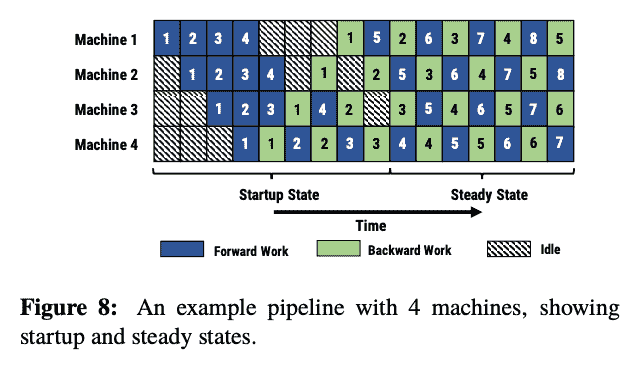 Machine 1 1 2 3 4 1 5 2 6 3 7 4 8 5
Machine 2 1 2 3 4 1 2 5 3 6 4 7 5 8
Machine 3 1 2 3 1 4 2 3 5 4 6 5 7 6
Machine 4 1 1 2 2 3 3 4 4 5 5 6 6 7
Startup State Steady State
Time
Forward Work Backward Work Idle
Figure 8: An example pipeline with 4 machines, showing
startup and steady states.